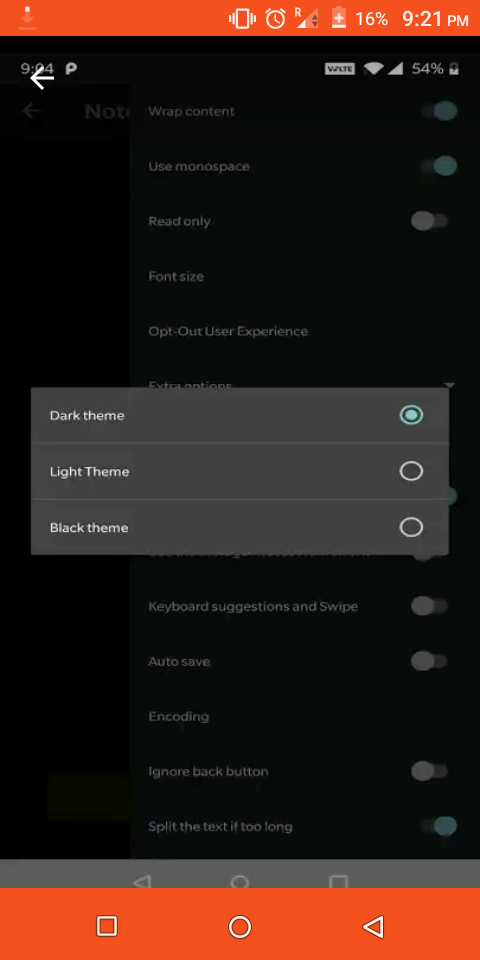 R
16%
9:21 PM
9:04
VoLTE
54%
Wrap content
Use monospace
Read only
Font size
Opt-Out User Experience
Extra options
Dark theme
Light Theme
Black theme
Keyboard suggestions and Swipe
Auto save
Encoding
Ignore back button
Split the text if too long